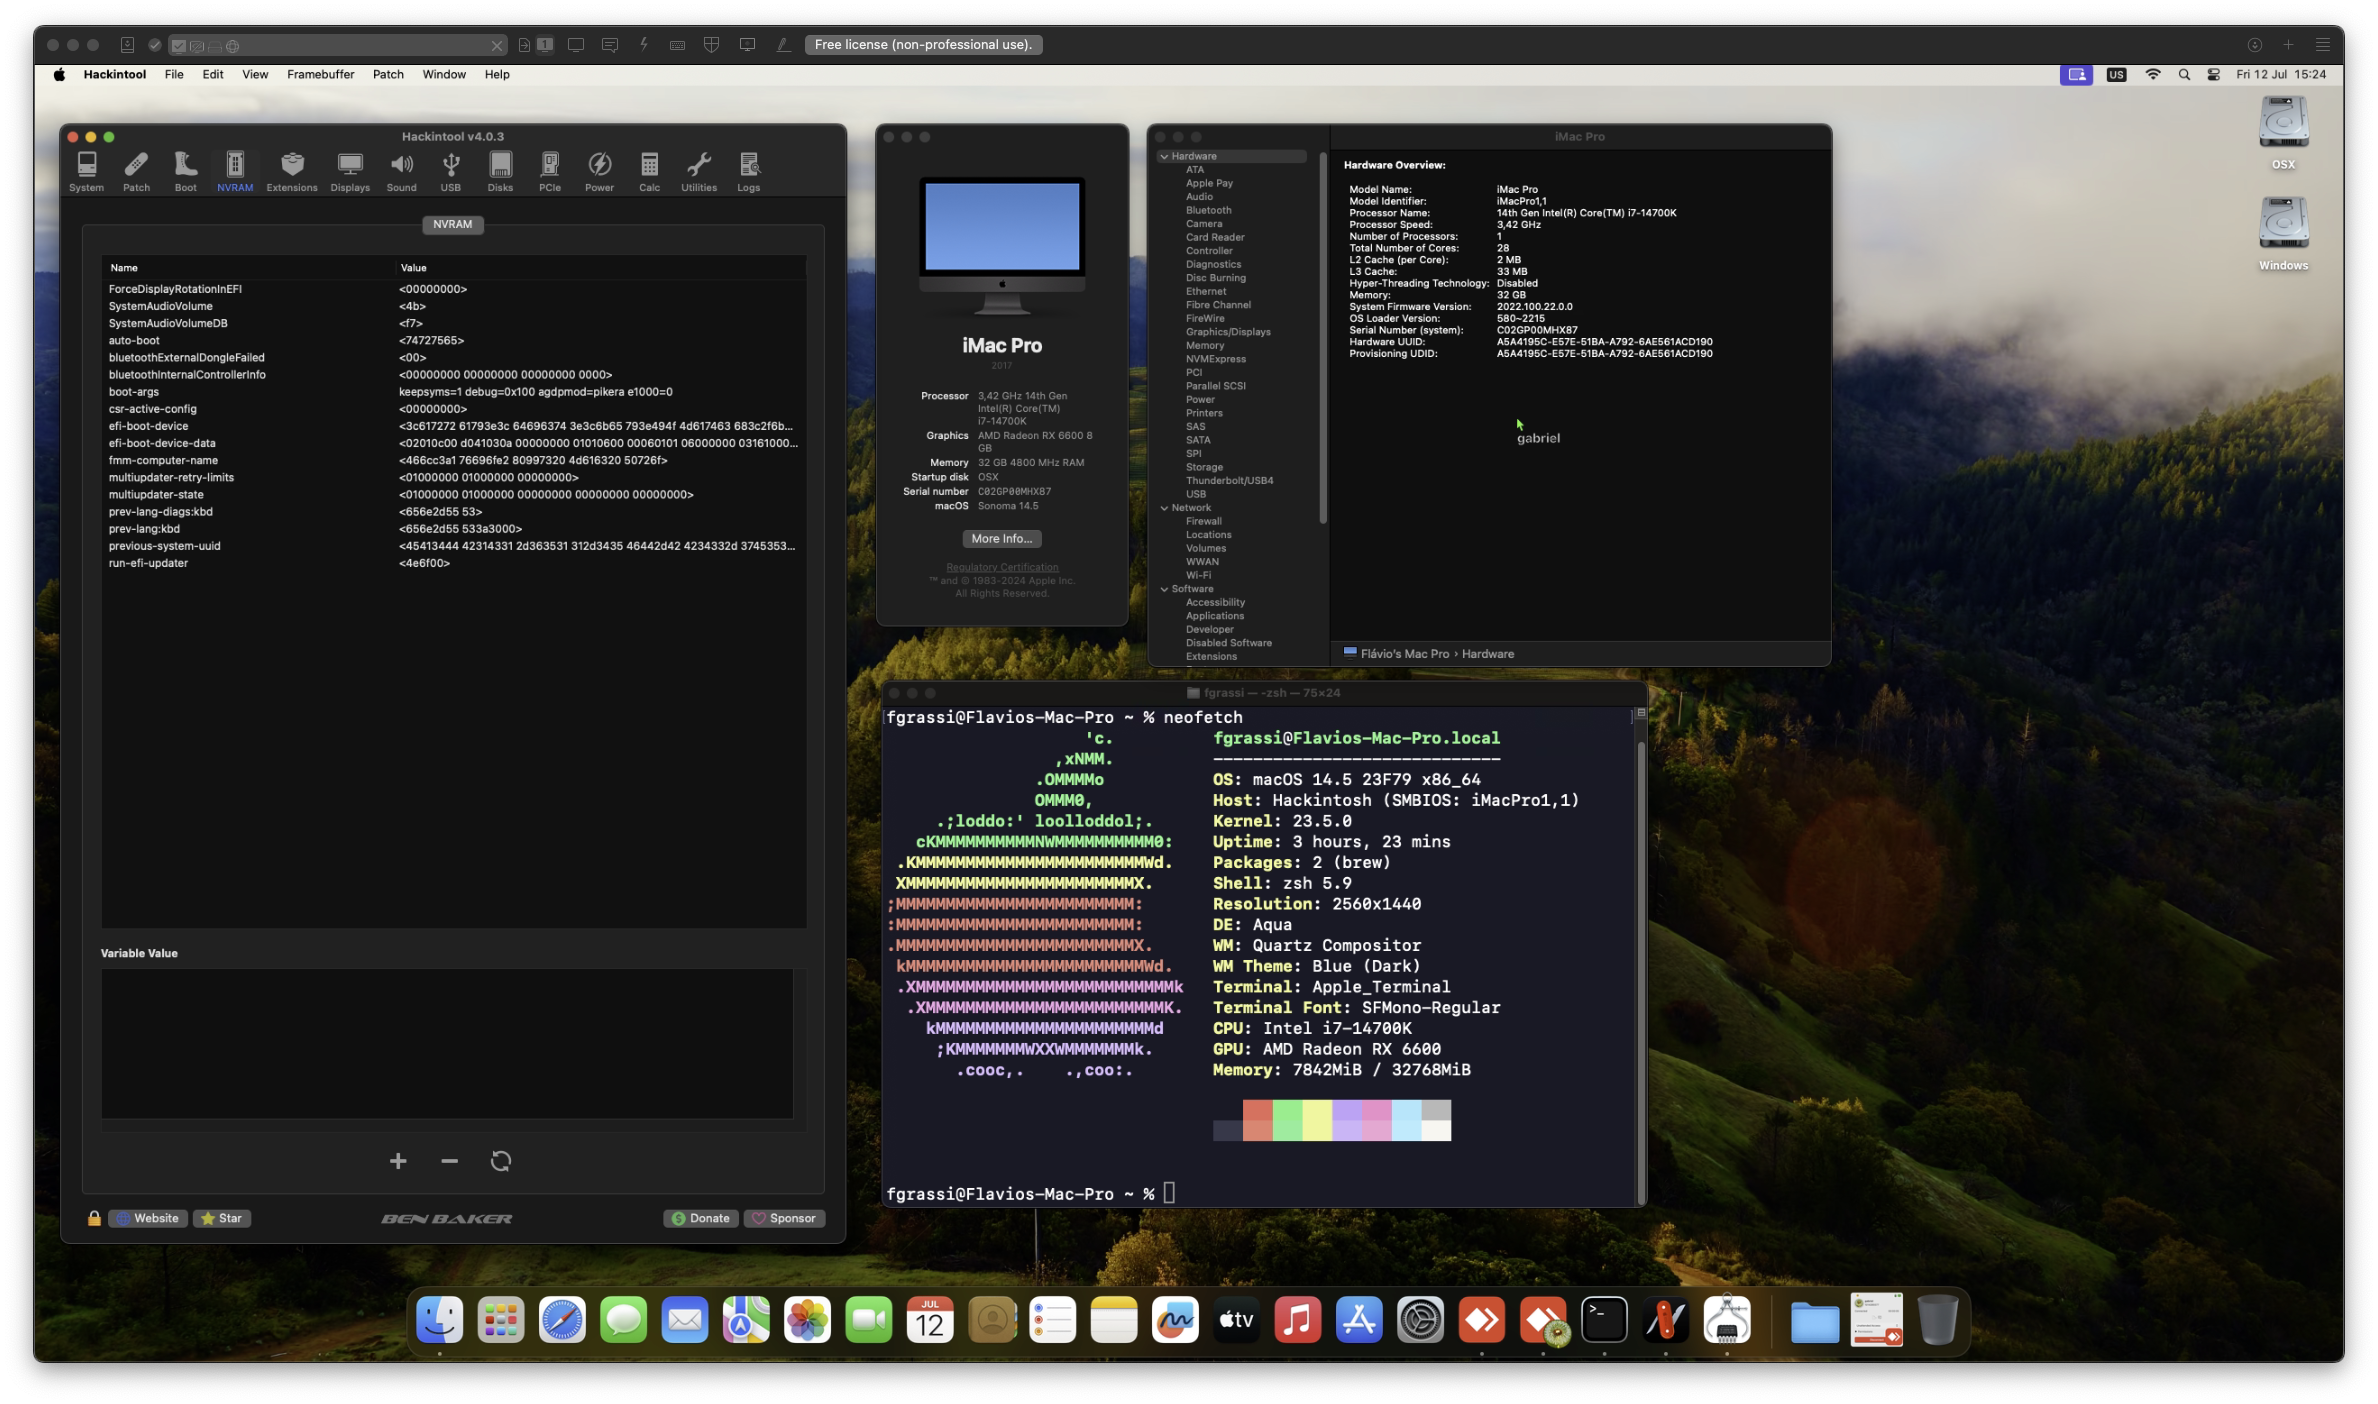 1
Free license (non-professional use).
Hackintool File Edit View Framebuffer Patch Window Help
US Fri 12 Jul 15:24
OSX
Windows
Hackintool v4.0.3
System Patch Boot NVRAM Extensions Displays Sound USB Disks PCIe Power Calc Utilities Logs
NVRAM
Name Value
ForceDisplayRotationInEFI <00000000>
SystemAudioVolume <4b>
SystemAudioVolumeDB <f7>
auto-boot <74727565>
bluetoothExternalDongleFailed <00>
bluetoothInternalControllerInfo <00000000 00000000 00000000 0000>
boot-args keepsyms=1 debug=0x100 agdpmod=pikera e1000=0
csr-active-config <00000000>
efi-boot-device <3c617272 61793e3c 64696374 3e3c6b65 793e494f 4d617463 683c2f6b...
efi-boot-device-data <02010c00 d041030a 00000000 01010600 00060101 06000000 03161000...
fmm-computer-name <466cc3a1 76696fe2 80997320 4d616320 50726f>
multiupdater-retry-limits <01000000 01000000 00000000>
multiupdater-state <01000000 01000000 00000000 00000000 00000000>
prev-lang-diags:kbd <656e2d55 53>
prev-lang:kbd <656e2d55 533a3000>
previous-system-uuid <45413444 42314331 2d363531 312d3435 46442d42 4234332d 3745353...
run-efi-updater <4e6f00>
Variable Value
Website Star BEN BAKER Donate Sponsor
iMac Pro
2017
Processor 3,42 GHz 14th Gen
Intel(R) Core(TM)
i7-14700K
Graphics AMD Radeon RX 6600 8
GB
Memory 32 GB 4800 MHz RAM
Startup disk OSX
Serial number C02GP00MHX87
macOS Sonoma 14.5
More Info...
Regulatory Certification
™ and © 1983-2024 Apple Inc.
All Rights Reserved.
iMac Pro
Hardware
ATA
Apple Pay
Audio
Bluetooth
Camera
Card Reader
Controller
Diagnostics
Disc Burning
Ethernet
Fibre Channel
FireWire
Graphics/Displays
Memory
NVMExpress
PCI
Parallel SCSI
Power
Printers
SAS
SATA
SPI
Storage
Thunderbolt/USB4
USB
Network
Firewall
Locations
Volumes
WWAN
Wi-Fi
Software
Accessibility
Applications
Developer
Disabled Software
Extensions
Hardware Overview:
Model Name: iMac Pro
Model Identifier: iMacPro1,1
Processor Name: 14th Gen Intel(R) Core(TM) i7-14700K
Processor Speed: 3,42 GHz
Number of Processors: 1
Total Number of Cores: 28
L2 Cache (per Core): 2 MB
L3 Cache: 33 MB
Hyper-Threading Technology: Disabled
Memory: 32 GB
System Firmware Version: 2022.100.22.0.0
OS Loader Version: 580~2215
Serial Number (system): C02GP00MHX87
Hardware UUID: A5A4195C-E57E-51BA-A792-6AE561ACD190
Provisioning UDID: A5A4195C-E57E-51BA-A792-6AE561ACD190
gabriel
Flávio’s Mac Pro › Hardware
fgrassi — -zsh — 75×24
fgrassi@Flavios-Mac-Pro ~ % neofetch
'c. fgrassi@Flavios-Mac-Pro.local
,xNMM. -----------------------------
.OMMMMo OS: macOS 14.5 23F79 x86_64
OMMM0, Host: Hackintosh (SMBIOS: iMacPro1,1)
.;loddo:' loolloddol;. Kernel: 23.5.0
cKMMMMMMMMMMNWMMMMMMMMMM0: Uptime: 3 hours, 23 mins
.KMMMMMMMMMMMMMMMMMMMMMMMWd. Packages: 2 (brew)
XMMMMMMMMMMMMMMMMMMMMMMMX. Shell: zsh 5.9
;MMMMMMMMMMMMMMMMMMMMMMMM: Resolution: 2560x1440
:MMMMMMMMMMMMMMMMMMMMMMMM: DE: Aqua
.MMMMMMMMMMMMMMMMMMMMMMMMX. WM: Quartz Compositor
kMMMMMMMMMMMMMMMMMMMMMMMMWd. WM Theme: Blue (Dark)
.XMMMMMMMMMMMMMMMMMMMMMMMMMMk Terminal: Apple_Terminal
.XMMMMMMMMMMMMMMMMMMMMMMMMK. Terminal Font: SFMono-Regular
kMMMMMMMMMMMMMMMMMMMMMMd CPU: Intel i7-14700K
;KMMMMMMMWXXWMMMMMMMk. GPU: AMD Radeon RX 6600
.cooc,. .,coo:. Memory: 7842MiB / 32768MiB
fgrassi@Flavios-Mac-Pro ~ %
JUL
12
tv
>_